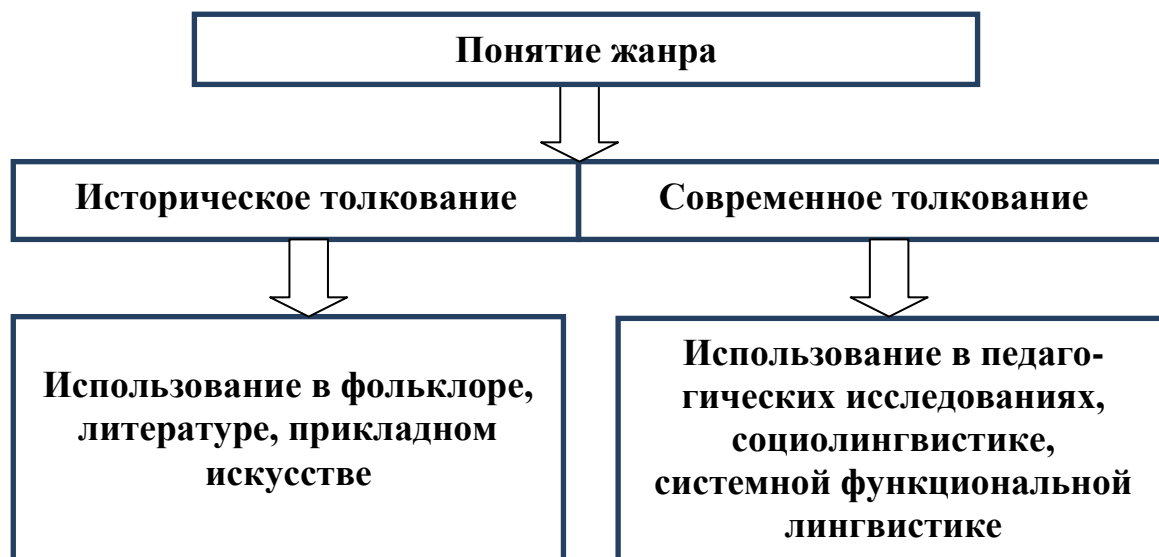 Понятие жанра
Историческое толкование
Современное толкование
Использование в фольклоре,
литературе, прикладном
искусстве
Использование в педаго-
гических исследованиях,
социолингвистике,
системной функциональной
лингвистике